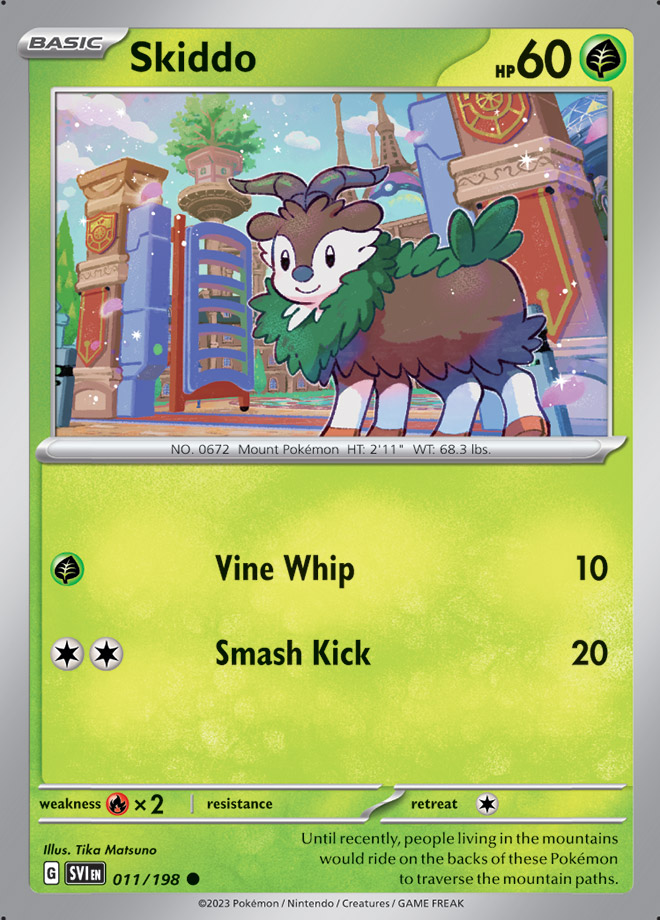 BASIC
Skiddo
HP 60
NO. 0672 Mount Pokémon HT: 2'11" WT: 68.3 lbs.
Vine Whip 10
Smash Kick 20
weakness ×2 resistance retreat
Illus. Tika Matsuno
Until recently, people living in the mountains
would ride on the backs of these Pokémon
to traverse the mountain paths.
G SVI EN 011/198
©2023 Pokémon / Nintendo / Creatures / GAME FREAK